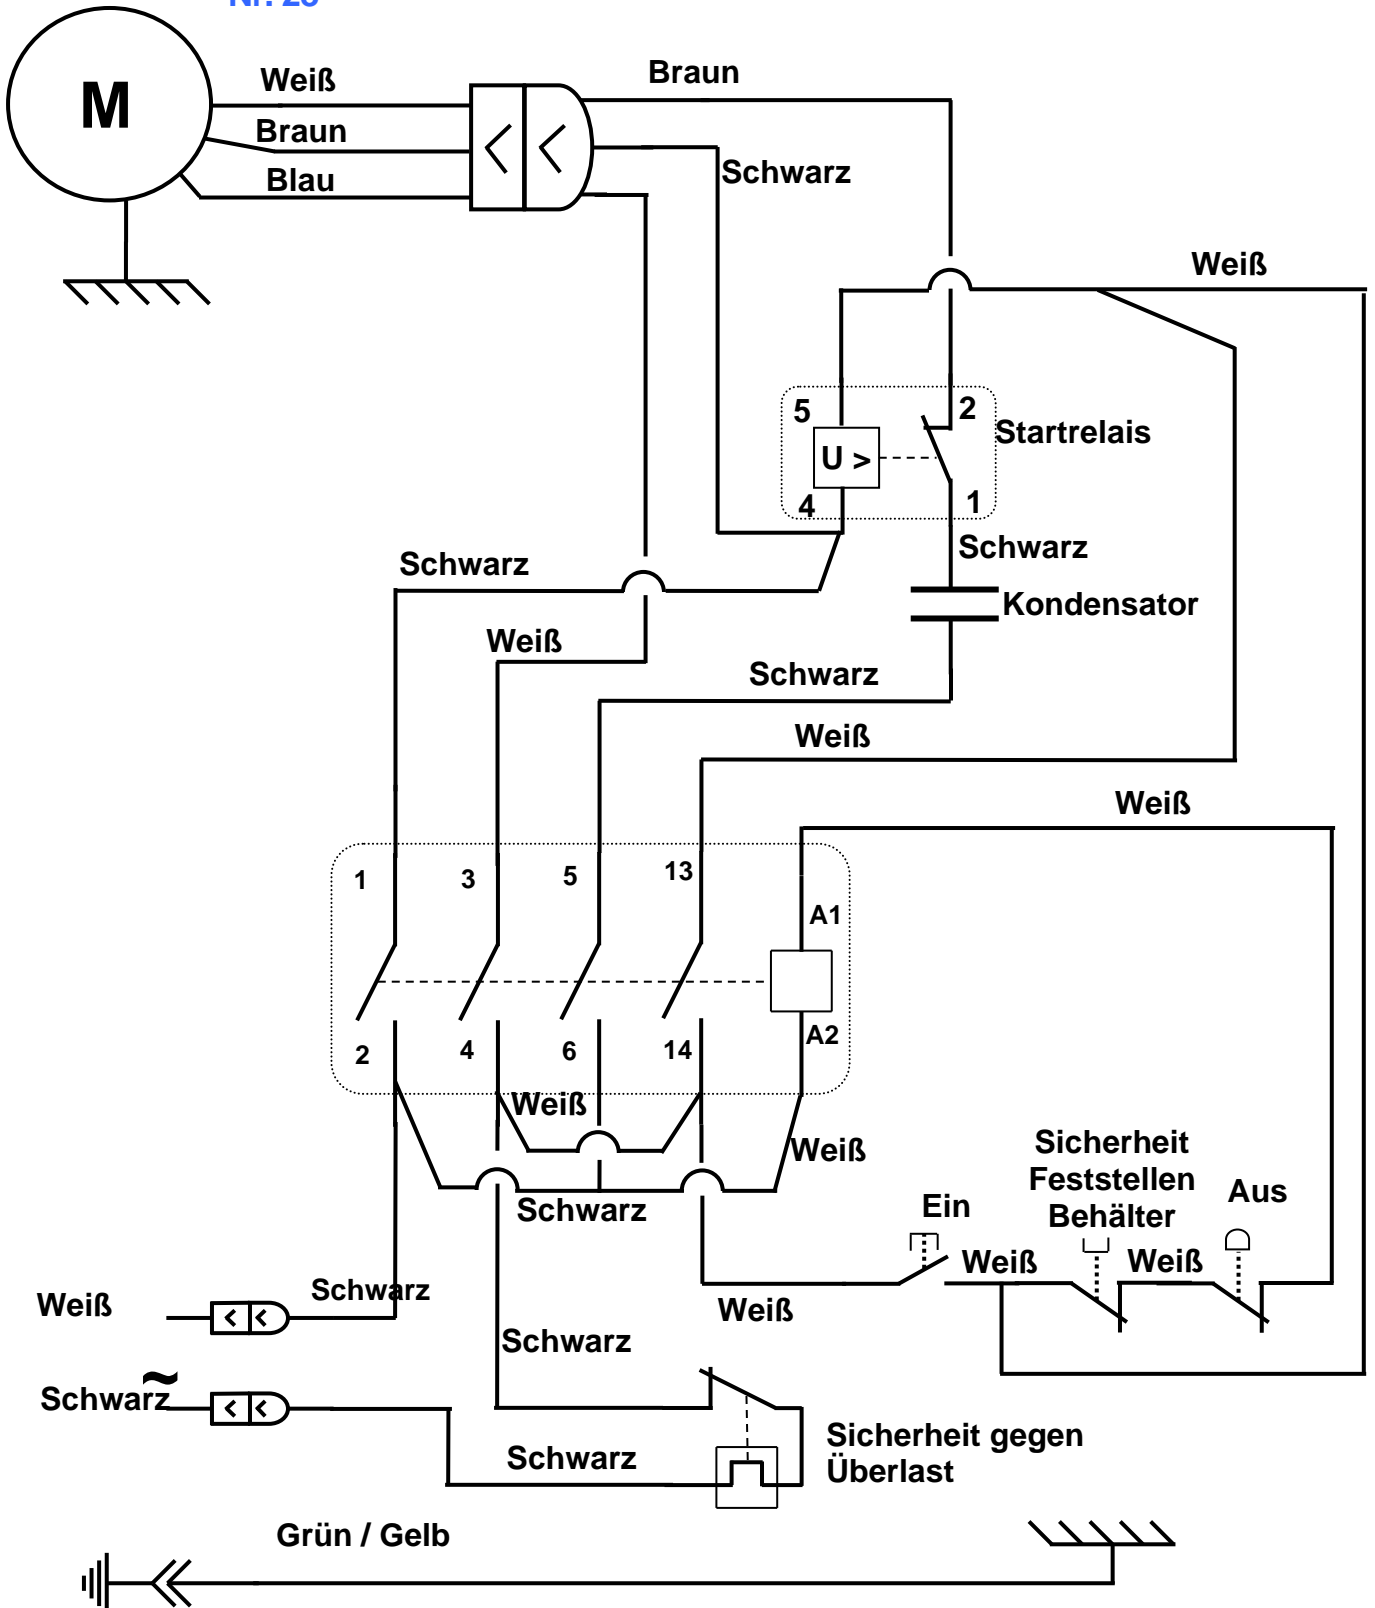 Nr. 28
M
Weiß
Braun
Blau
Braun
Schwarz
Weiß
5
2
Startrelais
U >
4
1
Schwarz
Schwarz
Kondensator
Weiß
Schwarz
Weiß
Weiß
1
3
5
13
A1
2
4
6
14
A2
Weiß
Weiß
Schwarz
Sicherheit
Feststellen
Behälter
Ein
Aus
Weiß
Weiß
Weiß
Schwarz
Weiß
Schwarz
~
Schwarz
Schwarz
Sicherheit gegen
Überlast
Grün / Gelb